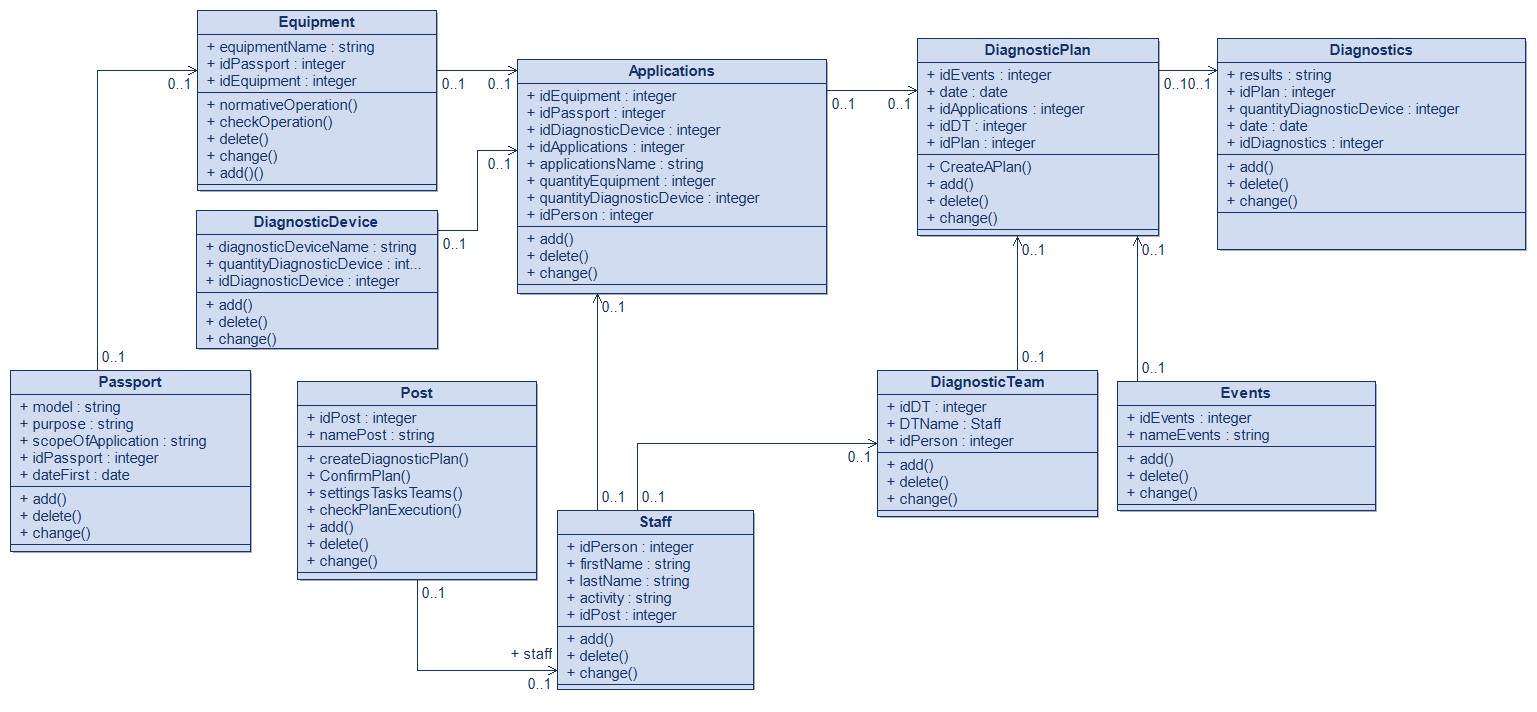 Equipment
+ equipmentName : string
+ idPassport : integer
+ idEquipment : integer
+ normativeOperation()
+ checkOperation()
+ delete()
+ change()
+ add()()
0..1
0..1
0..1
DiagnosticDevice
+ diagnosticDeviceName : string
+ quantityDiagnosticDevice : int...
+ idDiagnosticDevice : integer
+ add()
+ delete()
+ change()
0..1
0..1
Applications
+ idEquipment : integer
+ idPassport : integer
+ idDiagnosticDevice : integer
+ idApplications : integer
+ applicationsName : string
+ quantityEquipment : integer
+ quantityDiagnosticDevice : integer
+ idPerson : integer
+ add()
+ delete()
+ change()
0..1
0..1
0..1
DiagnosticPlan
+ idEvents : integer
+ date : date
+ idApplications : integer
+ idDT : integer
+ idPlan : integer
+ CreateAPlan()
+ add()
+ delete()
+ change()
0..1
0..1
0..1
0..1
Diagnostics
+ results : string
+ idPlan : integer
+ quantityDiagnosticDevice : integer
+ date : date
+ idDiagnostics : integer
+ add()
+ delete()
+ change()
0..1
Passport
+ model : string
+ purpose : string
+ scopeOfApplication : string
+ idPassport : integer
+ dateFirst : date
+ add()
+ delete()
+ change()
Post
+ idPost : integer
+ namePost : string
+ createDiagnosticPlan()
+ ConfirmPlan()
+ settingsTasksTeams()
+ checkPlanExecution()
+ add()
+ delete()
+ change()
0..1
+ staff
0..1
0..1
0..1
Staff
+ idPerson : integer
+ firstName : string
+ lastName : string
+ activity : string
+ idPost : integer
+ add()
+ delete()
+ change()
0..1
0..1
DiagnosticTeam
+ idDT : integer
+ DTName : Staff
+ idPerson : integer
+ add()
+ delete()
+ change()
0..1
Events
+ idEvents : integer
+ nameEvents : string
+ add()
+ delete()
+ change()